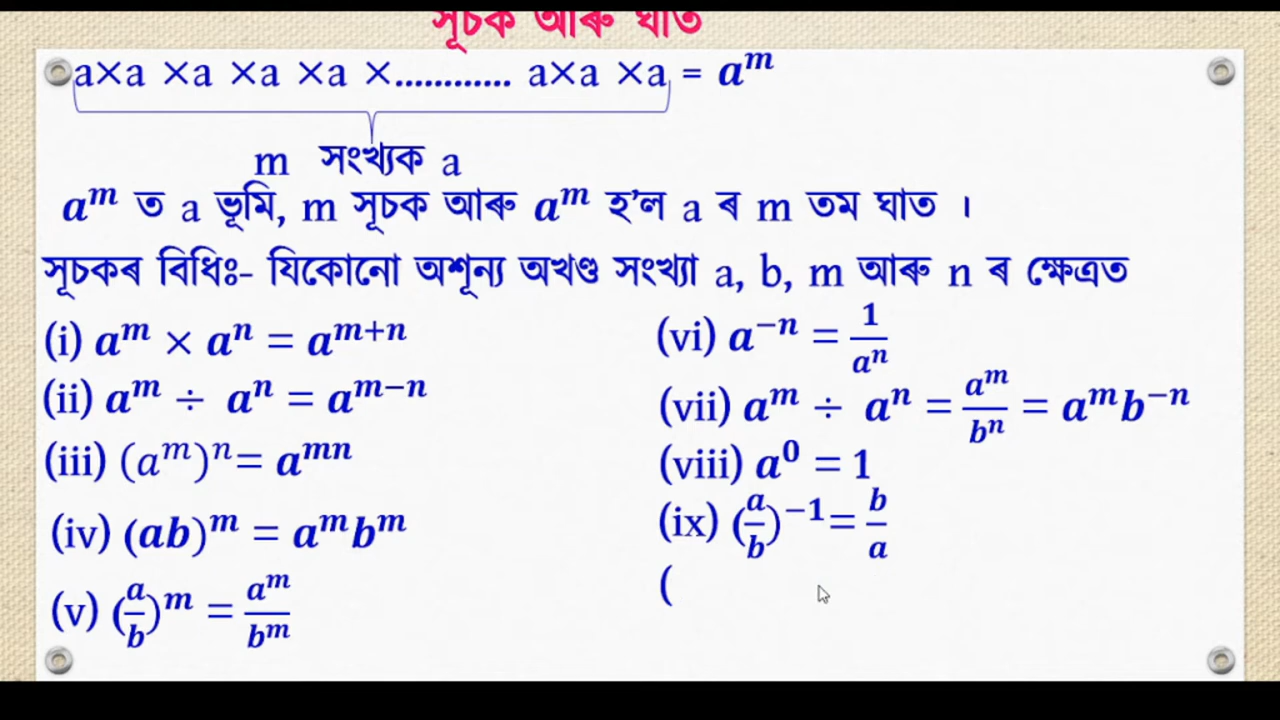 সূচক আৰু ঘাত
a×a ×a ×a ×a ×............ a×a ×a = aᵐ
m সংখ্যক a
aᵐ ত a ভূমি, m সূচক আৰু aᵐ হ’ল a ৰ m তম ঘাত ।
সূচকৰ বিধিঃ- যিকোনো অশূন্য অখণ্ড সংখ্যা a, b, m আৰু n ৰ ক্ষেত্ৰত
(i) aᵐ × aⁿ = aᵐ⁺ⁿ
(ii) aᵐ ÷ aⁿ = aᵐ⁻ⁿ
(iii) (aᵐ)ⁿ= aᵐⁿ
(iv) (ab)ᵐ = aᵐbᵐ
(v) (a/b)ᵐ = aᵐ/bᵐ
(vi) a⁻ⁿ = 1/aⁿ
(vii) aᵐ ÷ aⁿ = aᵐ/bⁿ = aᵐb⁻ⁿ
(viii) a⁰ = 1
(ix) (a/b)⁻¹= b/a
(